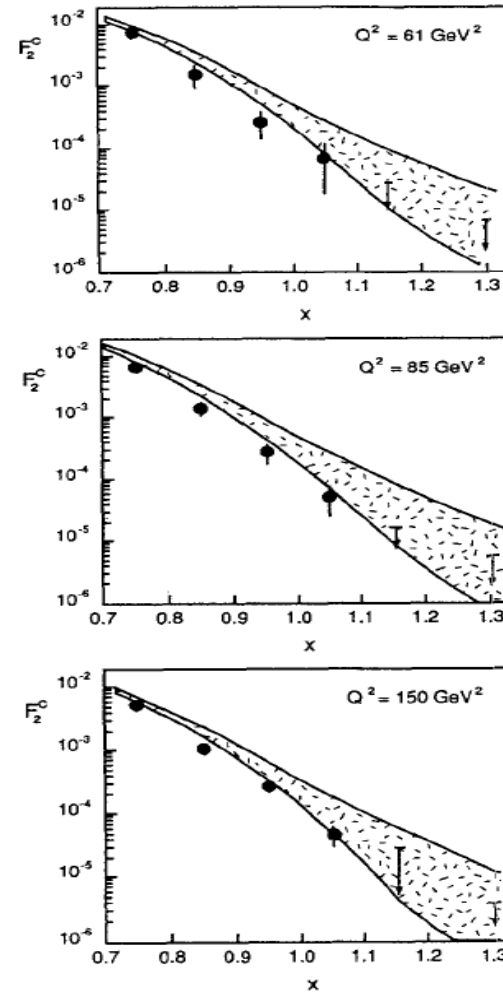 10⁻²
F₂ᶜ
Q² = 61 GeV²
10⁻³
10⁻⁴
10⁻⁵
10⁻⁶
0.7 0.8 0.9 1.0 1.1 1.2 1.3
x
10⁻²
F₂ᶜ
Q² = 85 GeV²
10⁻³
10⁻⁴
10⁻⁵
10⁻⁶
0.7 0.8 0.9 1.0 1.1 1.2 1.3
x
10⁻²
F₂ᶜ
Q² = 150 GeV²
10⁻³
10⁻⁴
10⁻⁵
10⁻⁶
0.7 0.8 0.9 1.0 1.1 1.2 1.3
x